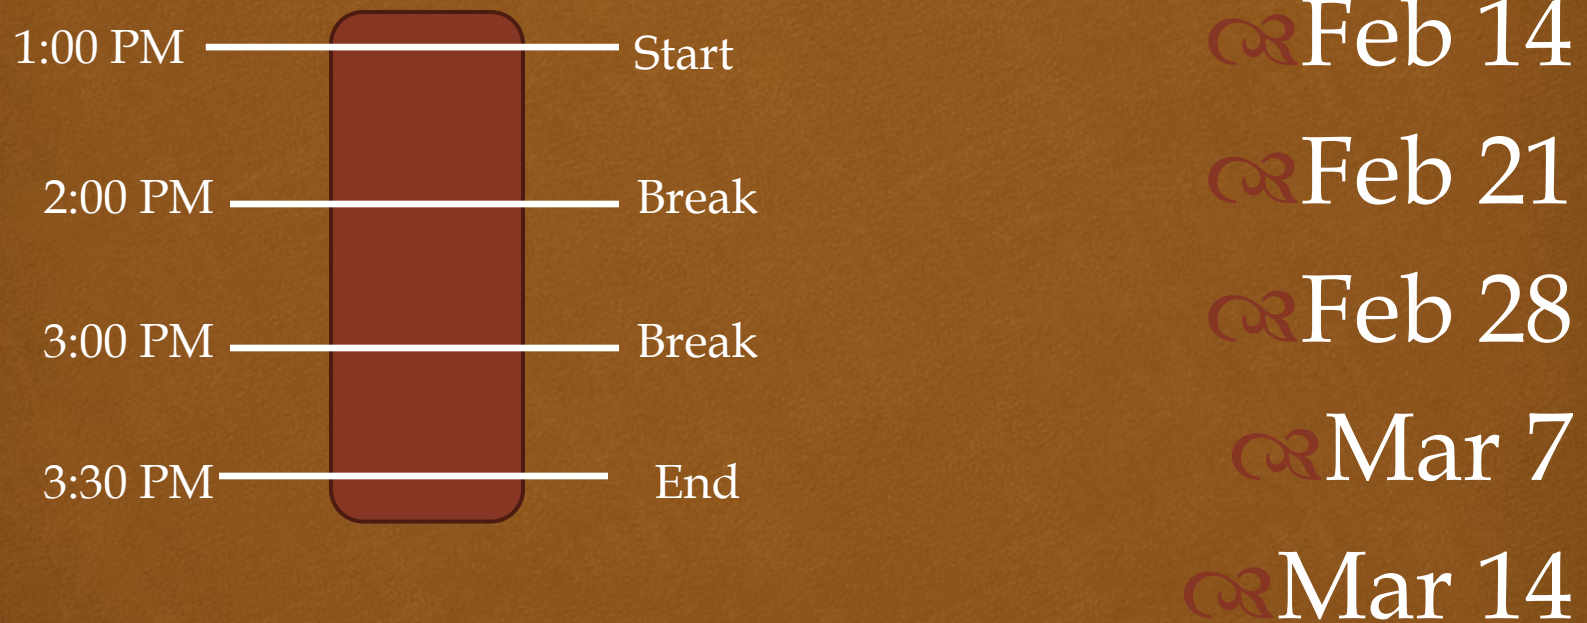 1:00 PM Start
2:00 PM Break
3:00 PM Break
3:30 PM End
Feb 14
Feb 21
Feb 28
Mar 7
Mar 14